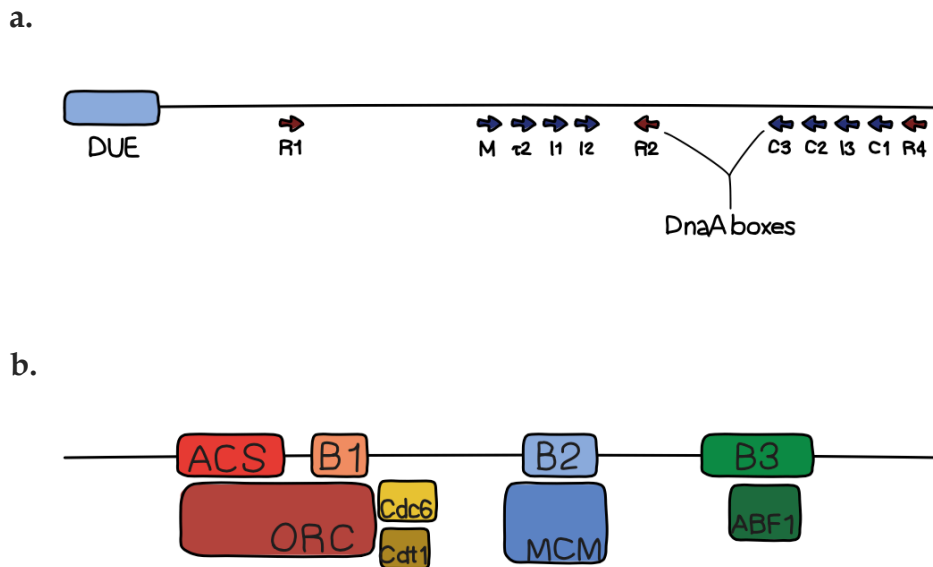 a.
DUE
R1
M τ2 I1 I2
R2
C3 C2 I3 C1 R4
DnaA boxes
b.
ACS B1 B2 B3
ORC
Cdc6
Cdt1
MCM
ABF1